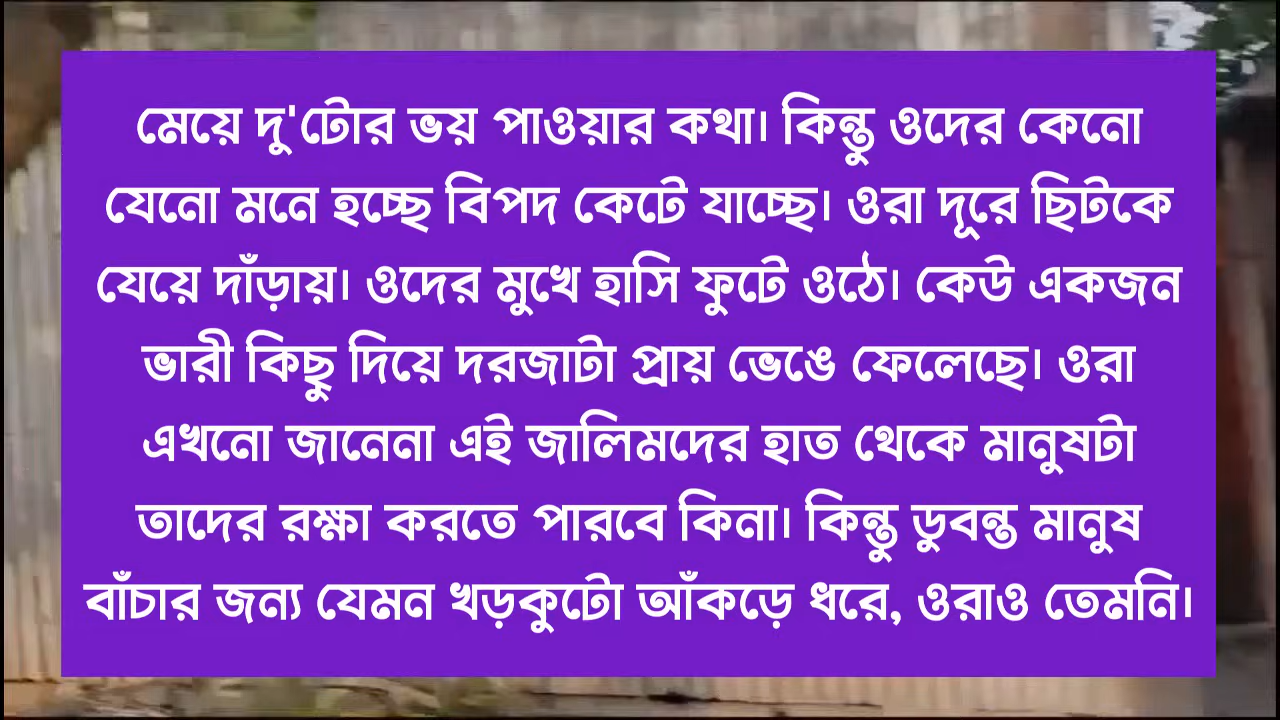 মেয়ে দু'টোর ভয় পাওয়ার কথা। কিন্তু ওদের কেনো
যেনো মনে হচ্ছে বিপদ কেটে যাচ্ছে। ওরা দূরে ছিটকে
যেয়ে দাঁড়ায়। ওদের মুখে হাসি ফুটে ওঠে। কেউ একজন
ভারী কিছু দিয়ে দরজাটা প্রায় ভেঙে ফেলেছে। ওরা
এখনো জানেনা এই জালিমদের হাত থেকে মানুষটা
তাদের রক্ষা করতে পারবে কিনা। কিন্তু ডুবন্ত মানুষ
বাঁচার জন্য যেমন খড়কুটো আঁকড়ে ধরে, ওরাও তেমনি।